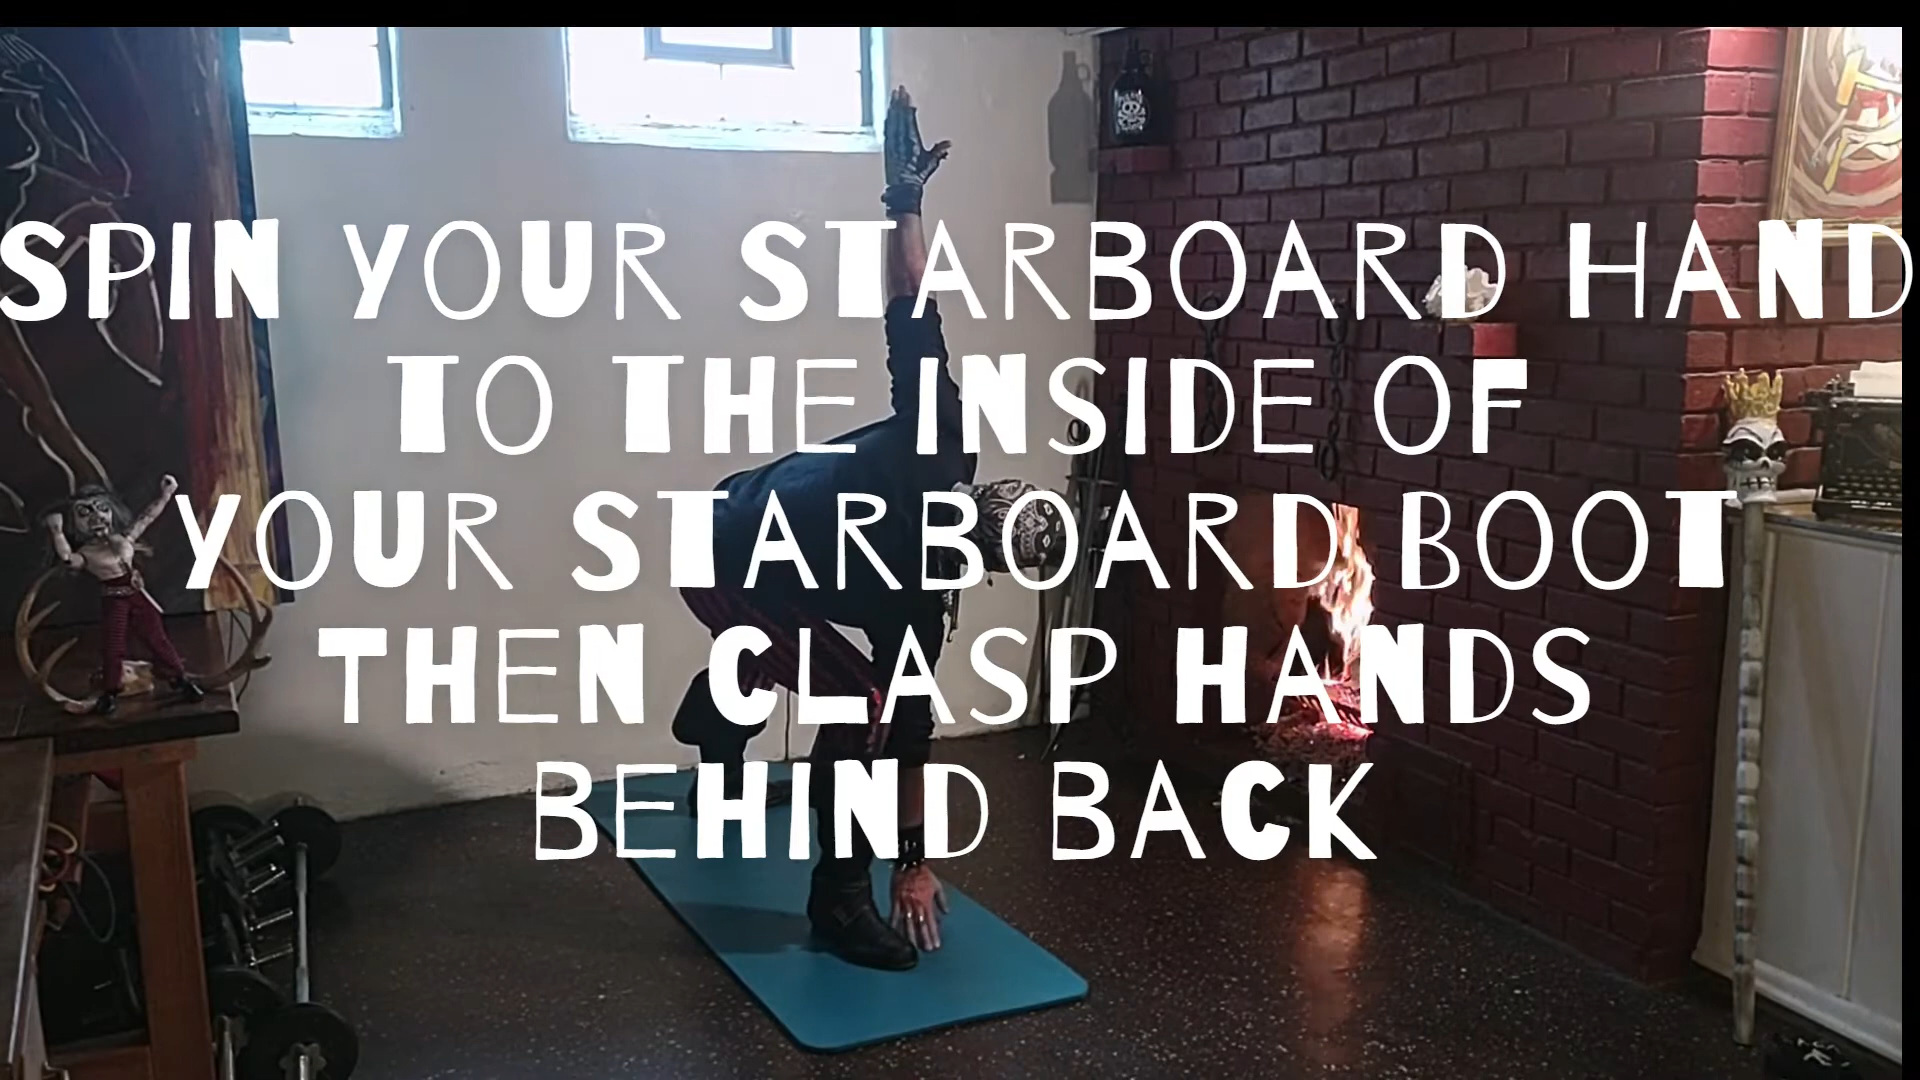 SPIN YOUR STARBOARD HAND
TO THE INSIDE OF
YOUR STARBOARD BOOT
THEN CLASP HANDS
BEHIND BACK